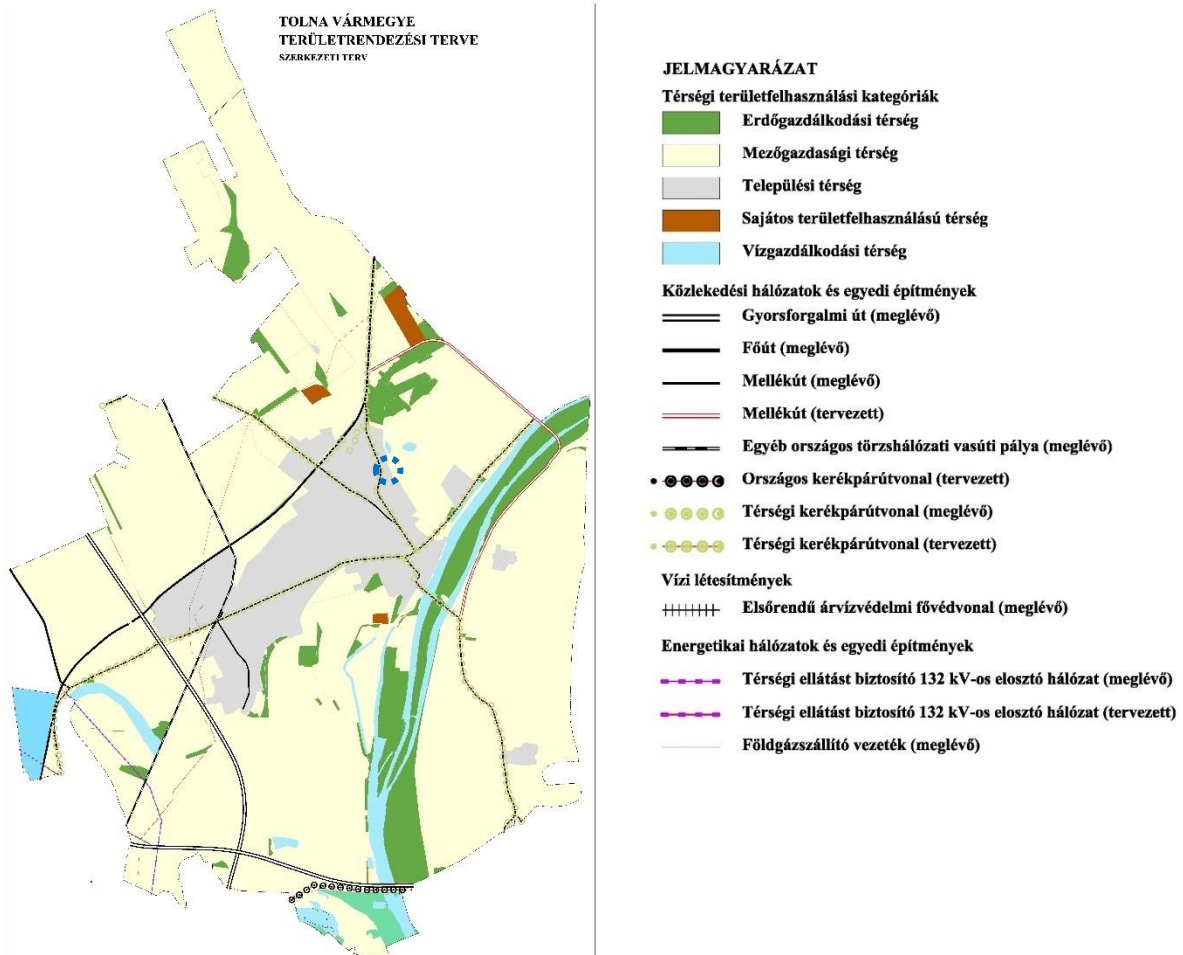 TOLNA VÁRMEGYE
TERÜLETRENDEZÉSI TERVE
SZERKEZETI TERV
JELMAGYARÁZAT
Térségi területfelhasználási kategóriák
Erdőgazdálkodási térség
Mezőgazdasági térség
Települési térség
Sajátos területfelhasználású térség
Vízgazdálkodási térség
Közlekedési hálózatok és egyedi építmények
Gyorsforgalmi út (meglévő)
Főút (meglévő)
Mellékút (meglévő)
Mellékút (tervezett)
Egyéb országos törzshálózati vasúti pálya (meglévő)
Országos kerékpárútvonal (tervezett)
Térségi kerékpárútvonal (meglévő)
Térségi kerékpárútvonal (tervezett)
Vízi létesítmények
Elsőrendű árvízvédelmi fővédvonal (meglévő)
Energetikai hálózatok és egyedi építmények
Térségi ellátást biztosító 132 kV-os elosztó hálózat (meglévő)
Térségi ellátást biztosító 132 kV-os elosztó hálózat (tervezett)
Földgázszállító vezeték (meglévő)